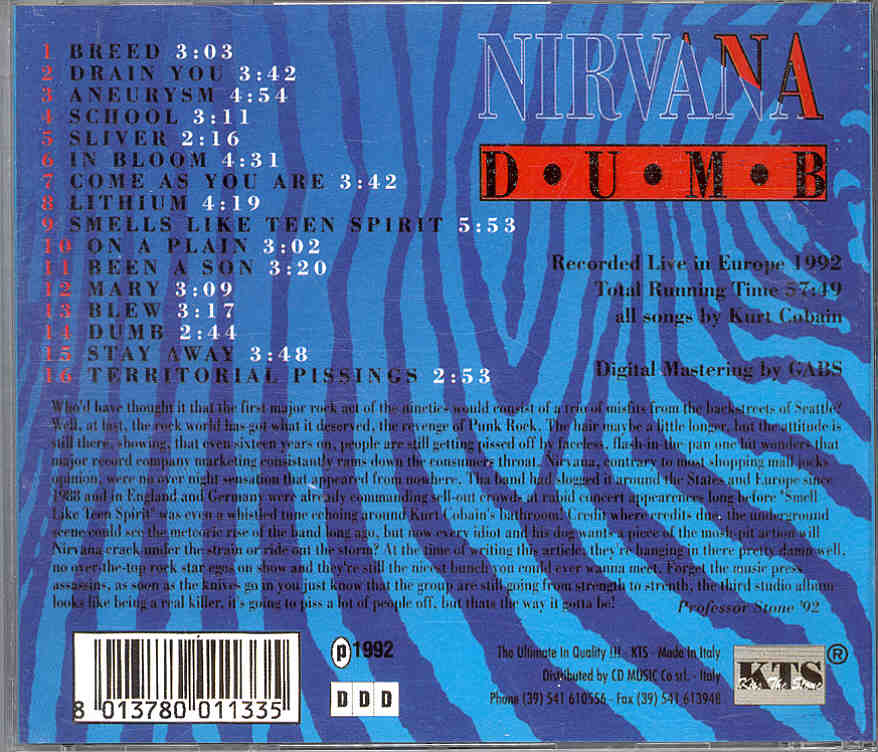 1 BREED 3:03
2 DRAIN YOU 3:42
3 ANEURYSM 4:54
4 SCHOOL 3:11
5 SLIVER 2:16
6 IN BLOOM 4:31
7 COME AS YOU ARE 3:42
8 LITHIUM 4:19
9 SMELLS LIKE TEEN SPIRIT 5:53
10 ON A PLAIN 3:02
11 BEEN A SON 3:20
12 MARY 3:09
13 BLEW 3:17
14 DUMB 2:44
15 STAY AWAY 3:48
16 TERRITORIAL PISSINGS 2:53
NIRVANA
D•U•M•B
Recorded Live in Europe 1992
Total Running Time 57:49
all songs by Kurt Cobain
Digital Mastering by GABS
Who'd have thought it that the first major rock act of the nineties would consist of a trio of misfits from the backstreets of Seattle?
Well, at last, the rock world has got what it deserved, the revenge of Punk Rock. The hair maybe a little longer, but the attitude is
still there, showing, that even sixteen years on, people are still getting pissed off by faceless, flash-in-the-pan one hit wonders that
major record company marketing consistantly rams down the consumers throat. Nirvana, contrary to most shopping mall jocks
opinion, were no over night sensation that appeared from nowhere. Tha band had slogged it around the States and Europe since
1988 and in England and Germany were already commanding sell-out crowds at rabid concert appearences long before "Smell
Like Teen Spirit" was even a whistled tune echoing around Kurt Cobain's bathroom! Credit where credits due, the underground
scene could see the meteoric rise of the band long ago, but now every idiot and his dog wants a piece of the mosh-pit action will
Nirvana crack under the strain or ride out the storm? At the time of writing this article, they're hanging in there pretty damn well,
no over-the-top rock star egos on show and they're still the nicest bunch you could ever wanna meet. Forget the music press
assassins, as soon as the knives go in you just know that the group are still going from strength to strenth, the third studio album
looks like being a real killer, it's going to piss a lot of people off, but thats the way it gotta be!
Professor Stone '92
8 013780 011335
P 1992
D D D
The Ultimate In Quality !!! - KTS - Made In Italy
Distributed by CD MUSIC Co srl. - Italy
Phone (39) 541 610556 - Fax (39) 541 613948
KTS ®
Kiss The Stone